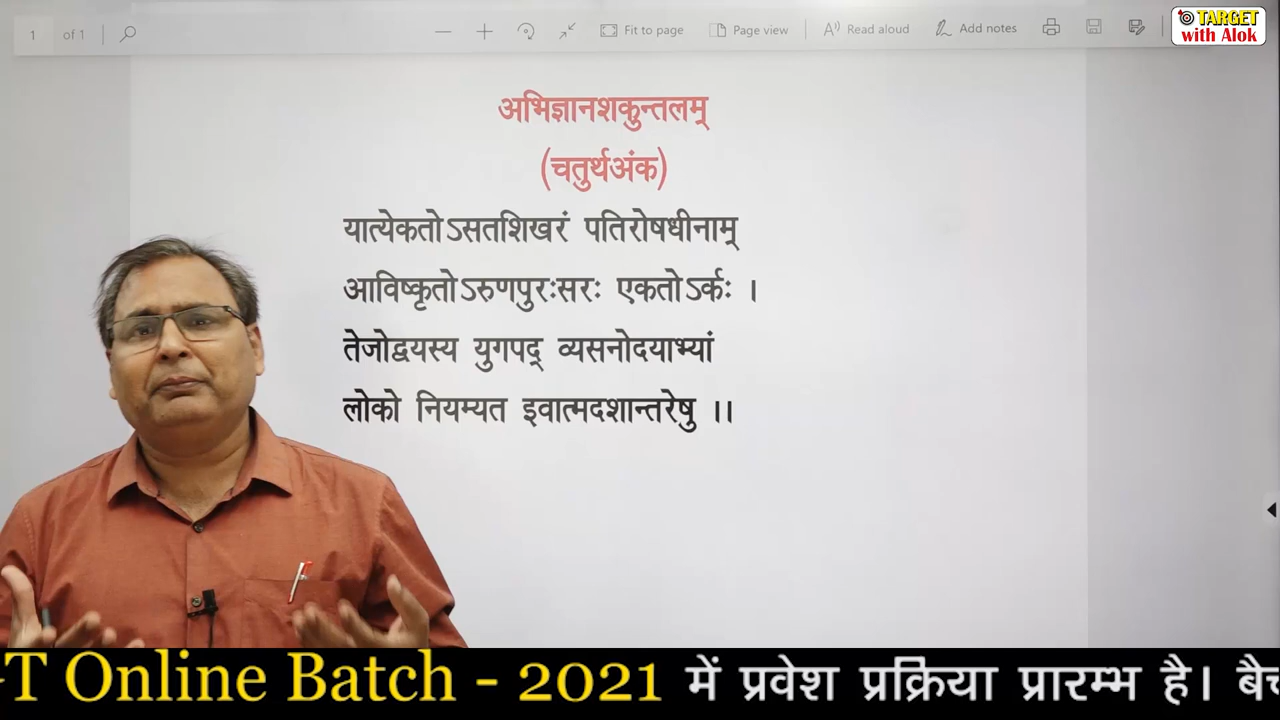 1 of 1 Fit to page Page view Read aloud Add notes
TARGET
with Alok
अभिज्ञानशकुन्तलम्
(चतुर्थअंक)
यात्येकतोऽसतशिखरं पतिरोषधीनाम्
आविष्कृतोऽरुणपुरःसरः एकतोऽर्कः ।
तेजोद्वयस्य युगपद् व्यसनोदयाभ्यां
लोको नियम्यत इवात्मदशान्तरेषु ।।
Online Batch - 2021 में प्रवेश प्रक्रिया प्रारम्भ है।